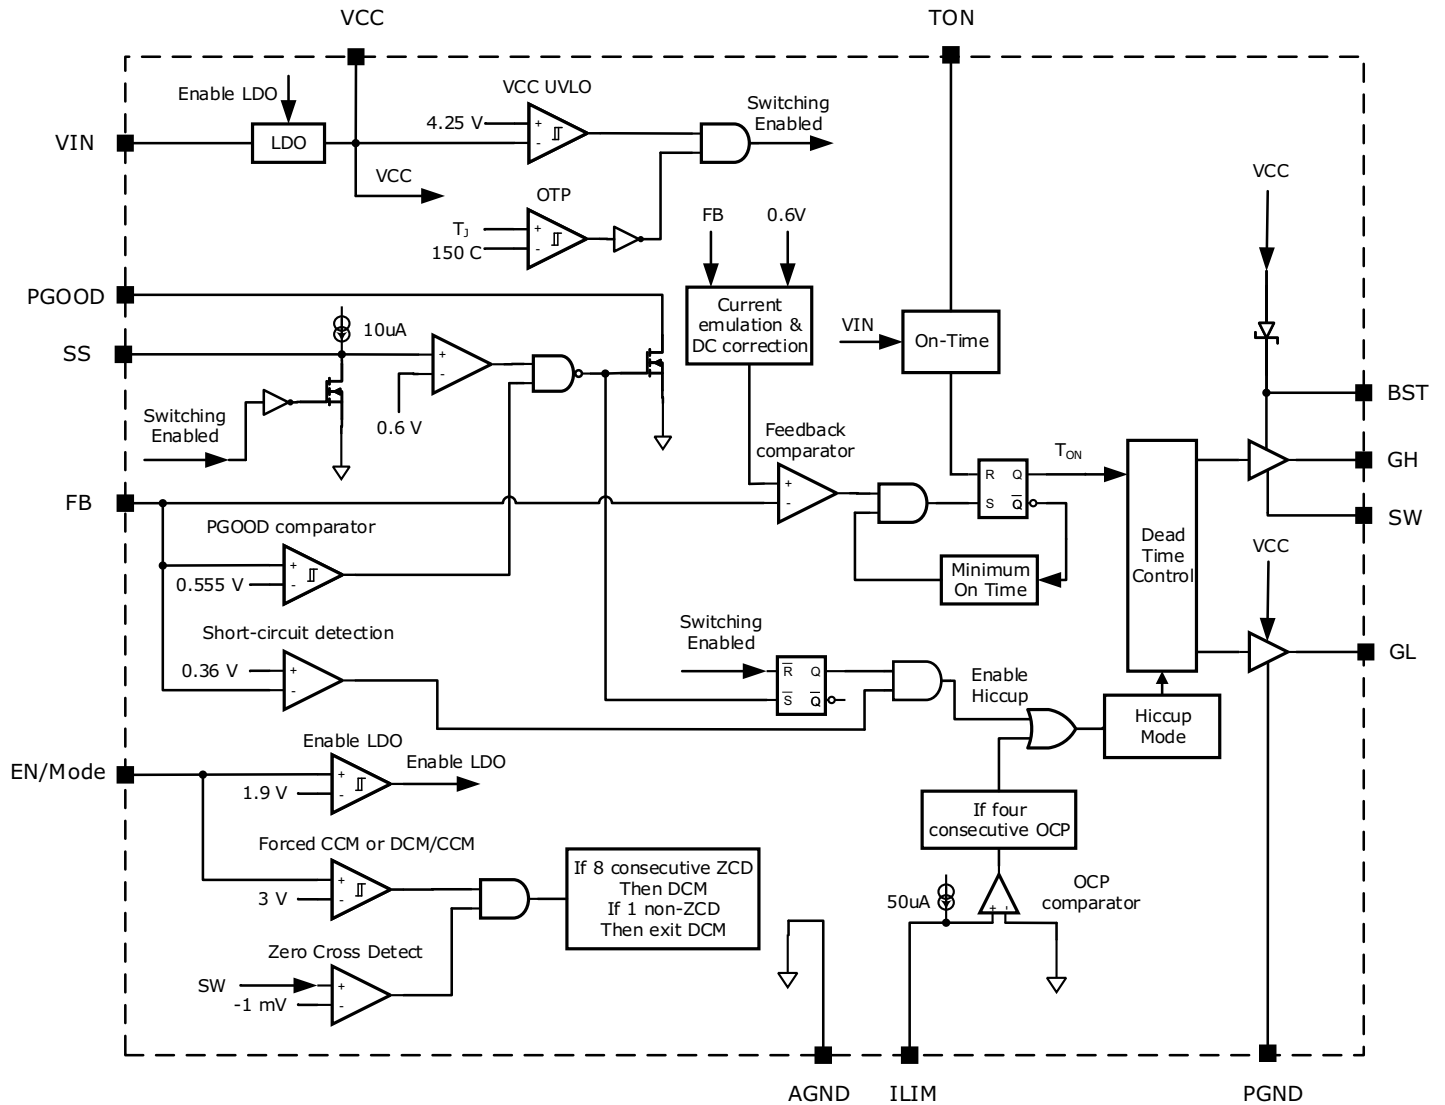 VCC
TON
Enable LDO
VCC UVLO
Switching
Enabled
4.25 V
+
-
VIN
LDO
VCC
OTP
TJ
150 C
+
-
FB
0.6V
VCC
PGOOD
Current
emulation &
DC correction
VIN
On-Time
10uA
SS
+
-
0.6 V
Switching
Enabled
BST
Feedback
comparator
TON
GH
R Q
S Q
+
-
FB
SW
PGOOD comparator
0.555 V
+
-
Minimum
On Time
Dead
Time
Control
VCC
Short-circuit detection
0.36 V
+
-
Switching
Enabled
R Q
S Q
GL
Enable
Hiccup
Hiccup
Mode
Enable LDO
EN/Mode
+
-
1.9 V
Enable LDO
If four
consecutive OCP
Forced CCM or DCM/CCM
3 V
+
-
If 8 consecutive ZCD
Then DCM
If 1 non-ZCD
Then exit DCM
50uA
+ -
OCP
comparator
Zero Cross Detect
SW
-1 mV
+
-
AGND
ILIM
PGND